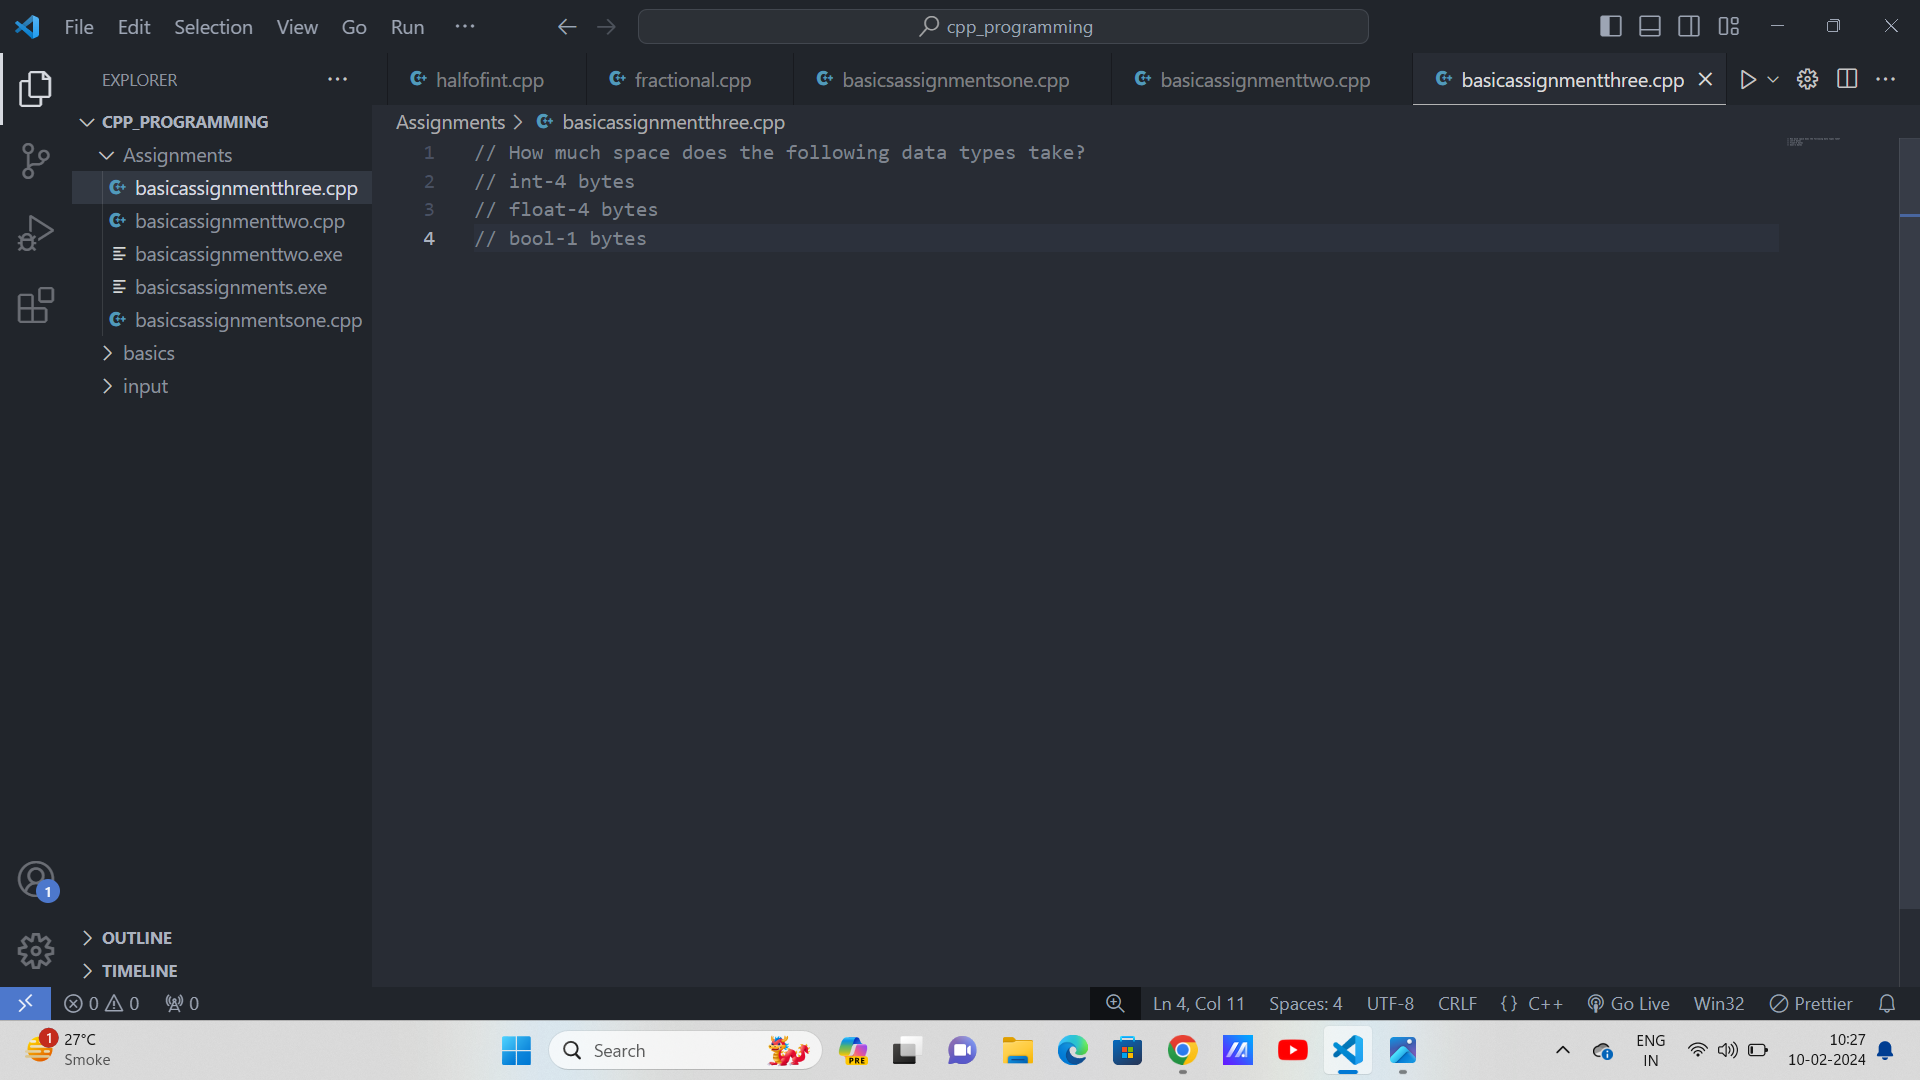 File Edit Selection View Go Run ··· cpp_programming
EXPLORER ···
halfofint.cpp fractional.cpp basicsassignmentsone.cpp basicassignmenttwo.cpp basicassignmentthree.cpp
CPP_PROGRAMMING
Assignments
basicassignmentthree.cpp
basicassignmenttwo.cpp
basicassignmenttwo.exe
basicsassignments.exe
basicsassignmentsone.cpp
basics
input
Assignments > basicassignmentthree.cpp
1 // How much space does the following data types take?
2 // int-4 bytes
3 // float-4 bytes
4 // bool-1 bytes
1
OUTLINE
TIMELINE
0 0 0 Ln 4, Col 11 Spaces: 4 UTF-8 CRLF {} C++ Go Live Win32 Prettier
1 27°C
Smoke
Search
PRE
ENG
IN
10:27
10-02-2024